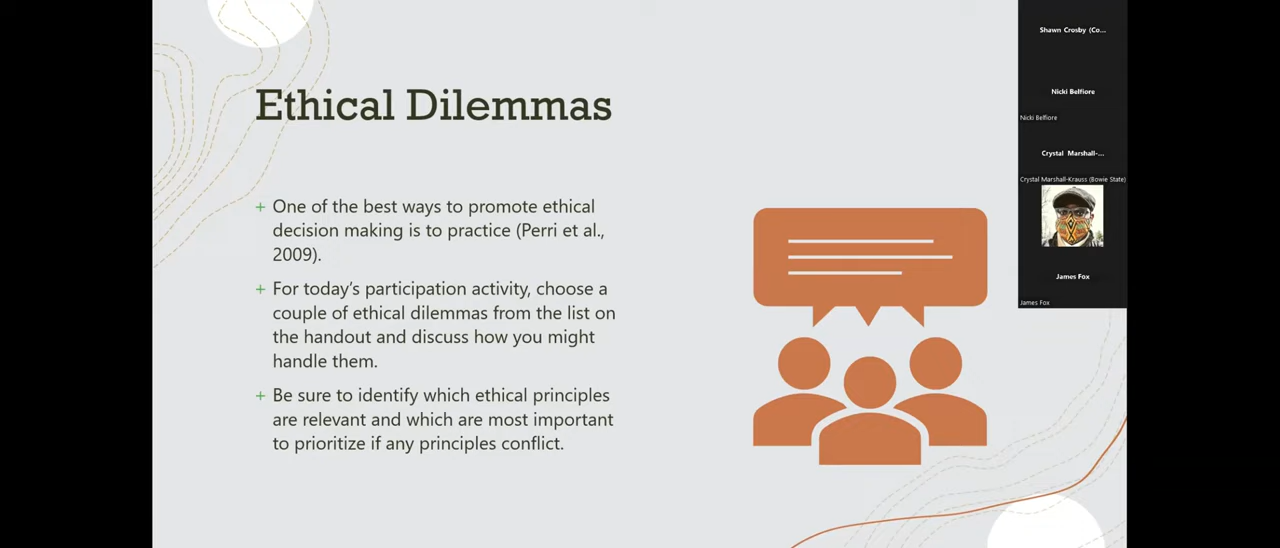 Ethical Dilemmas
+ One of the best ways to promote ethical
decision making is to practice (Perri et al.,
2009).
+ For today's participation activity, choose a
couple of ethical dilemmas from the list on
the handout and discuss how you might
handle them.
+ Be sure to identify which ethical principles
are relevant and which are most important
to prioritize if any principles conflict.
Shawn Crosby (Co...
Nicki Belfiore
Nicki Belfiore
Crystal Marshall-...
Crystal Marshall-Krauss (Bowie State)
James Fox
James Fox